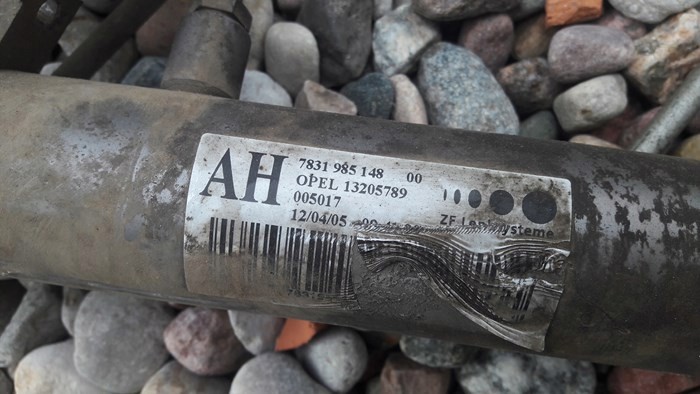 AH
7831 985 148 00
OPEL 13205789
005017
12/04/05
ZF Lenksysteme